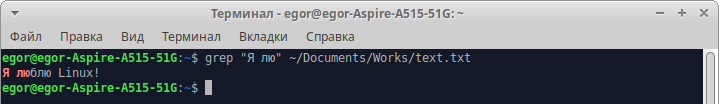 Терминал - egor@egor-Aspire-A515-51G: ~
Файл Правка Вид Терминал Вкладки Справка
egor@egor-Aspire-A515-51G:~$ grep "Я лю" ~/Documents/Works/text.txt
Я люблю Linux!
egor@egor-Aspire-A515-51G:~$